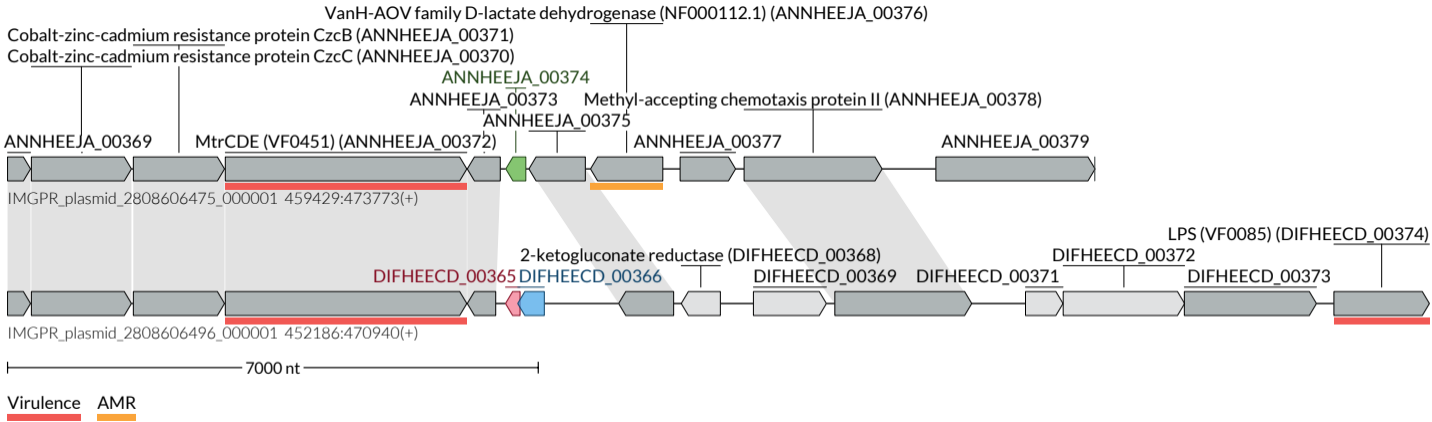 VanH-AOV family D-lactate dehydrogenase (NF000112.1) (ANNHEEJA_00376)
Cobalt-zinc-cadmium resistance protein CzcB (ANNHEEJA_00371)
Cobalt-zinc-cadmium resistance protein CzcC (ANNHEEJA_00370)
ANNHEEJA_00374
ANNHEEJA_00373 Methyl-accepting chemotaxis protein II (ANNHEEJA_00378)
ANNHEEJA_00375
ANNHEEJA_00369 MtrCDE (VF0451) (ANNHEEJA_00372) ANNHEEJA_00377 ANNHEEJA_00379
IMGPR_plasmid_2808606475_000001 459429:473773(+)
LPS (VF0085) (DIFHEECD_00374)
2-ketogluconate reductase (DIFHEECD_00368) DIFHEECD_00372
DIFHEECD_00365 DIFHEECD_00366 DIFHEECD_00369 DIFHEECD_00371 DIFHEECD_00373
IMGPR_plasmid_2808606496_000001 452186:470940(+)
7000 nt
Virulence AMR